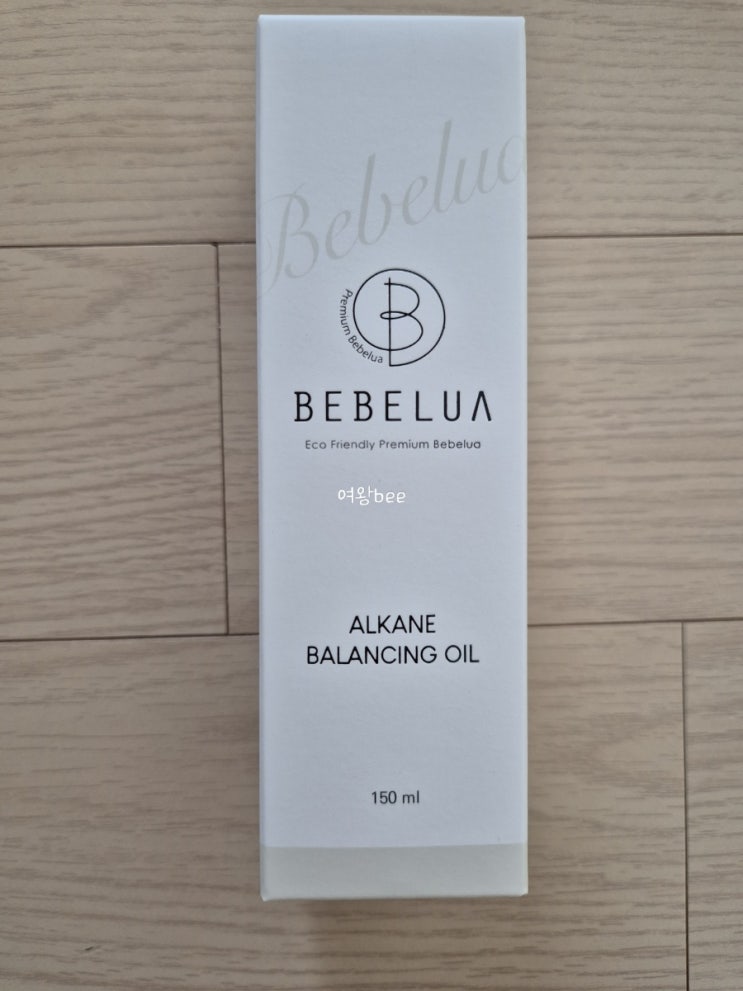 Bebelua
B
Premium Bebelua
BEBELUA
Eco Friendly Premium Bebelua
여왕bee
ALKANE
BALANCING OIL
150 ml